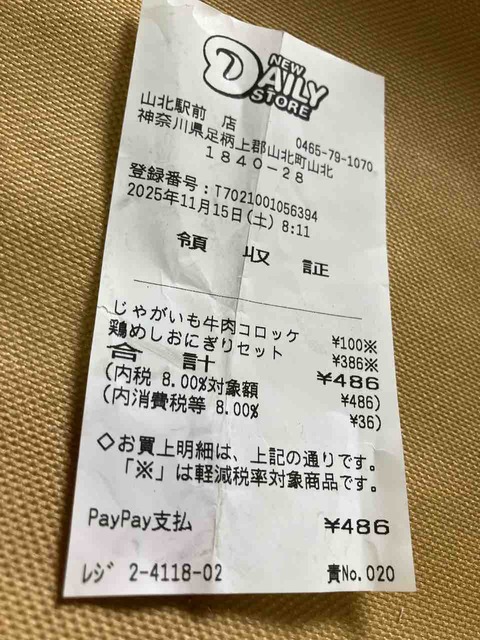 NEW
DAILY
STORE
山北駅前 店 0465-79-1070
神奈川県足柄上郡山北町山北
1840-28
登録番号:T7021001056394
2025年11月15日(土) 8:11
領 収 証
じゃがいも牛肉コロッケ ¥100※
鶏めしおにぎりセット ¥386※
合 計 ¥486
(内税 8.00%対象額 ¥486)
(内消費税等 8.00% ¥36)
◇お買上明細は、上記の通りです。
「※」は軽減税率対象商品です。
PayPay支払 ¥486
レジ 2-4118-02 責No.020